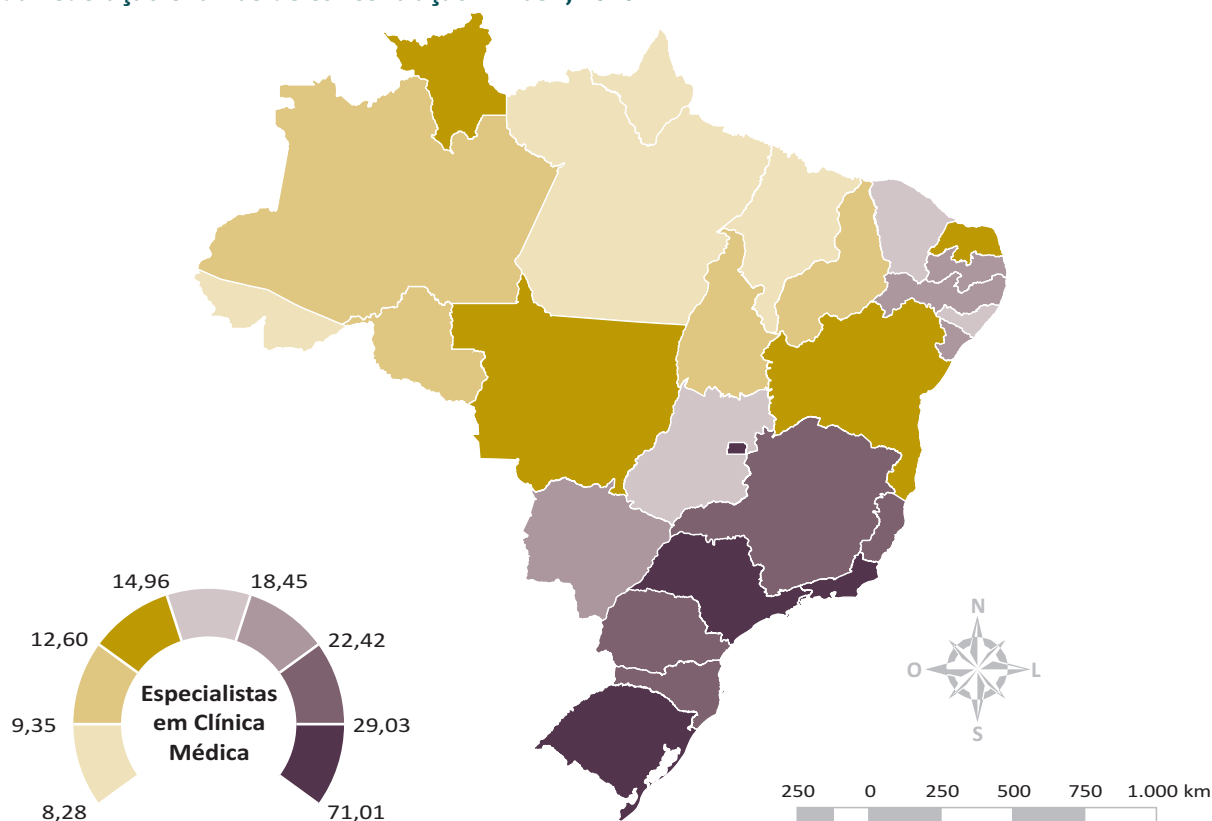 14,96
18,45
12,60
22,42
Especialistas
em Clínica
Médica
9,35
29,03
8,28
71,01
N
O
L
S
250 0 250 500 750 1.000 km